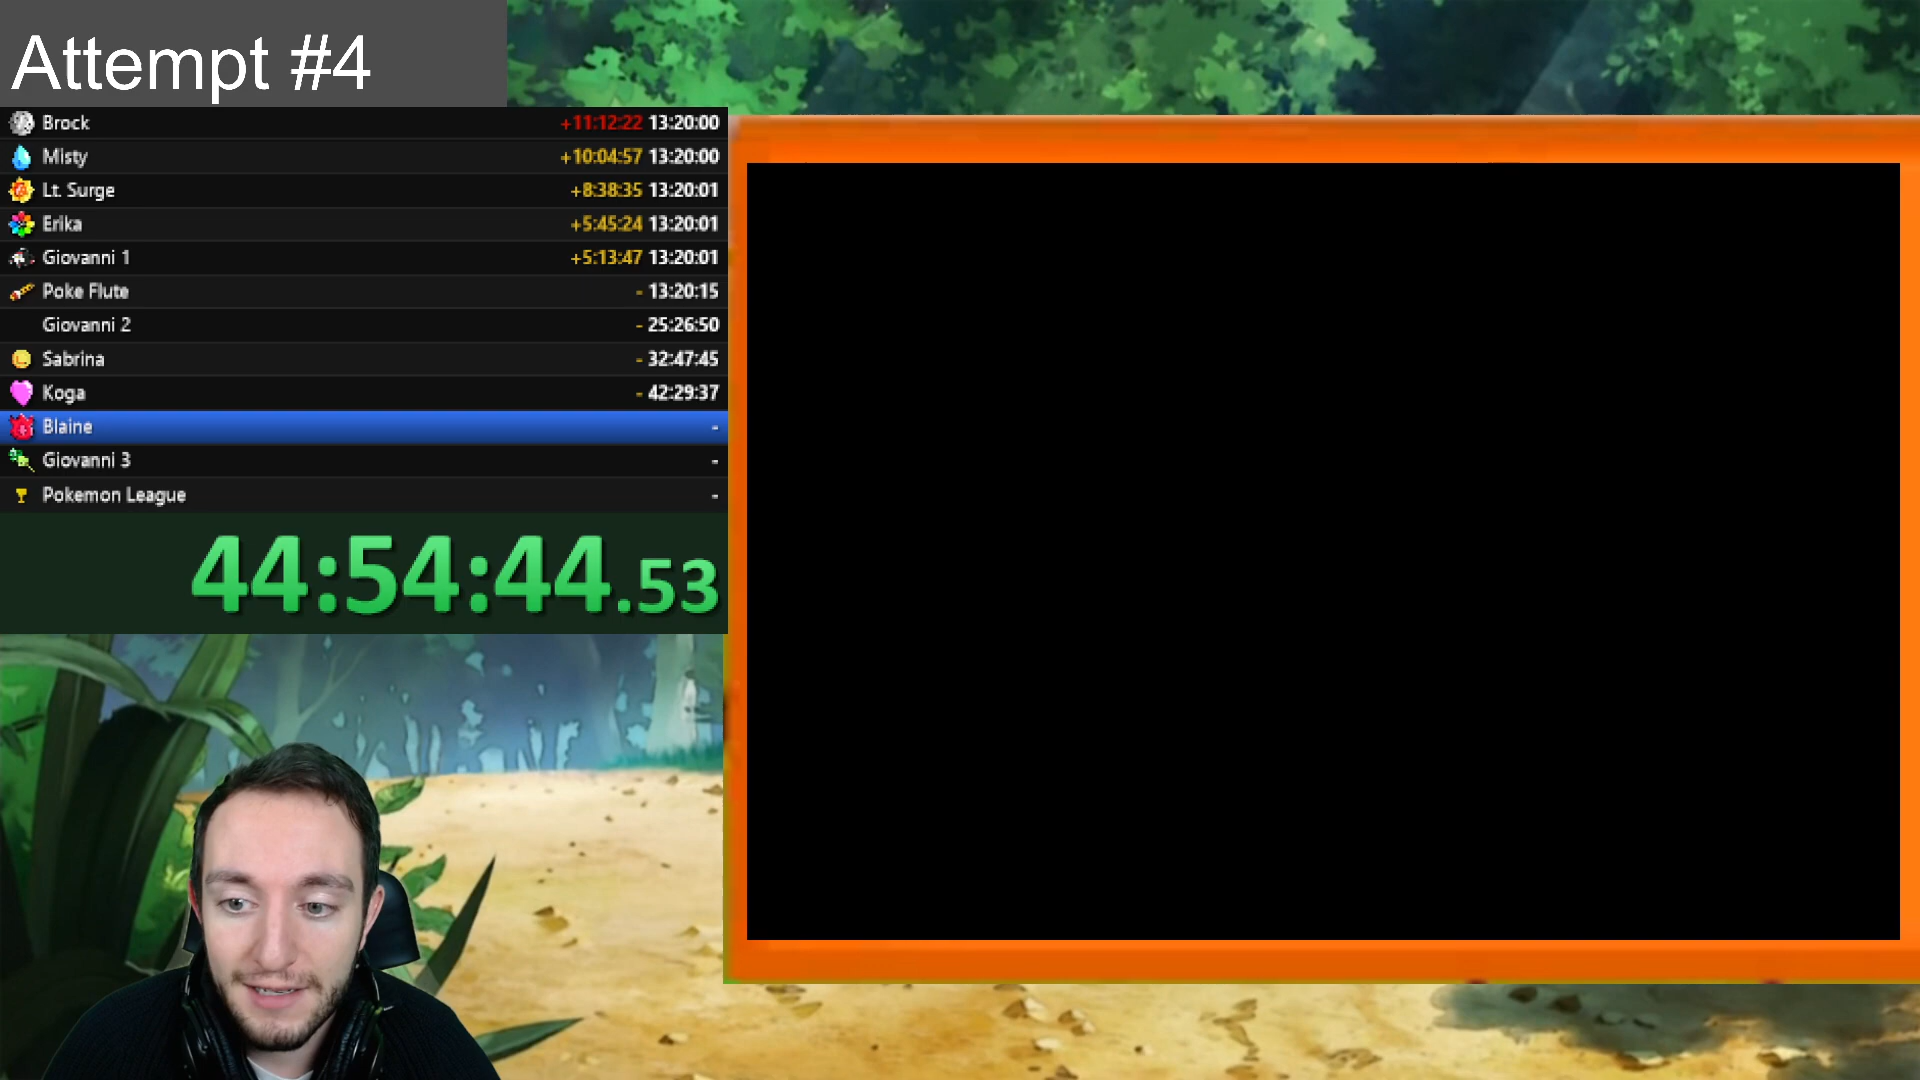 Attempt #4
Brock +11:12:22 13:20:00
Misty +10:04:57 13:20:00
Lt. Surge +8:38:35 13:20:01
Erika +5:45:24 13:20:01
Giovanni 1 +5:13:47 13:20:01
Poke Flute - 13:20:15
Giovanni 2 - 25:26:50
Sabrina - 32:47:45
Koga - 42:29:37
Blaine -
Giovanni 3 -
Pokemon League -
44:54:44.53